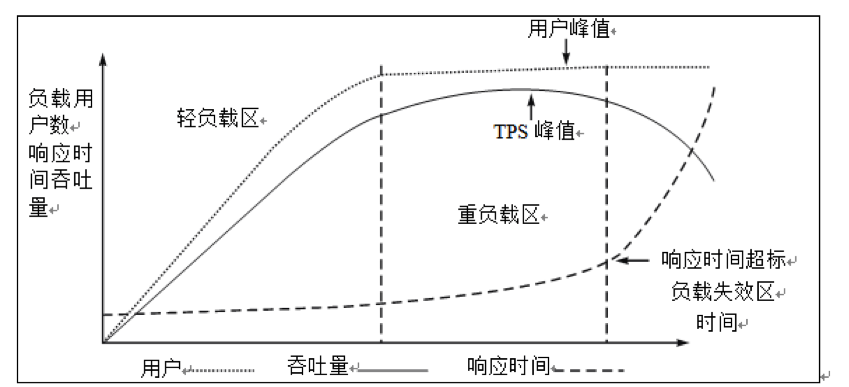 用户峰值
负载用
户数
响应时
间吞吐
量
轻负载区
TPS 峰值
重负载区
响应时间超标
负载失效区
时间
用户 吞吐量 响应时间